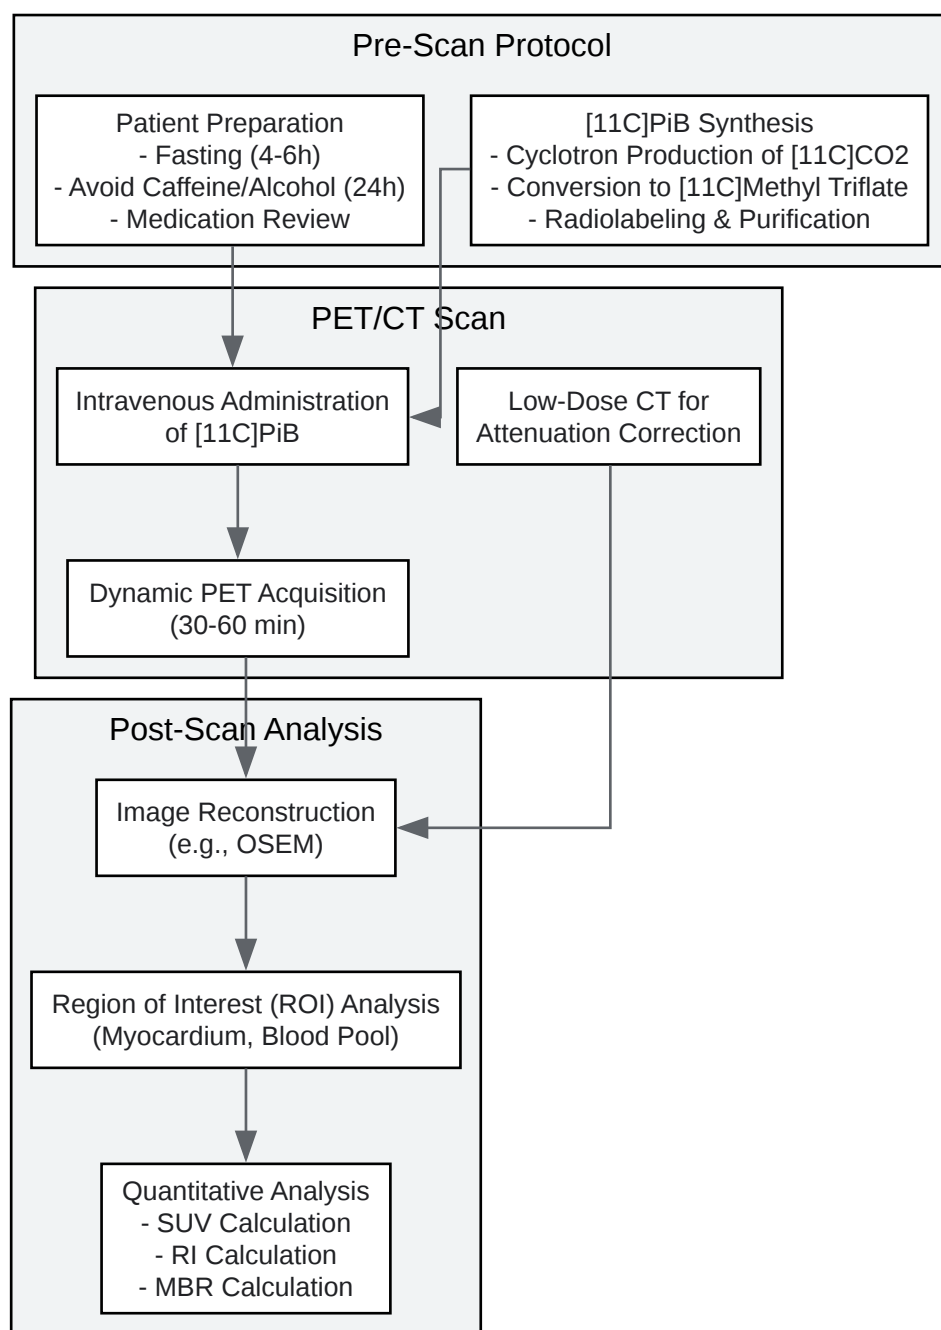 Pre-Scan Protocol
Patient Preparation
- Fasting (4-6h)
- Avoid Caffeine/Alcohol (24h)
- Medication Review
[11C]PiB Synthesis
- Cyclotron Production of [11C]CO2
- Conversion to [11C]Methyl Triflate
- Radiolabeling & Purification
PET/CT Scan
Intravenous Administration
of [11C]PiB
Low-Dose CT for
Attenuation Correction
Dynamic PET Acquisition
(30-60 min)
Post-Scan Analysis
Image Reconstruction
(e.g., OSEM)
Region of Interest (ROI) Analysis
(Myocardium, Blood Pool)
Quantitative Analysis
- SUV Calculation
- RI Calculation
- MBR Calculation